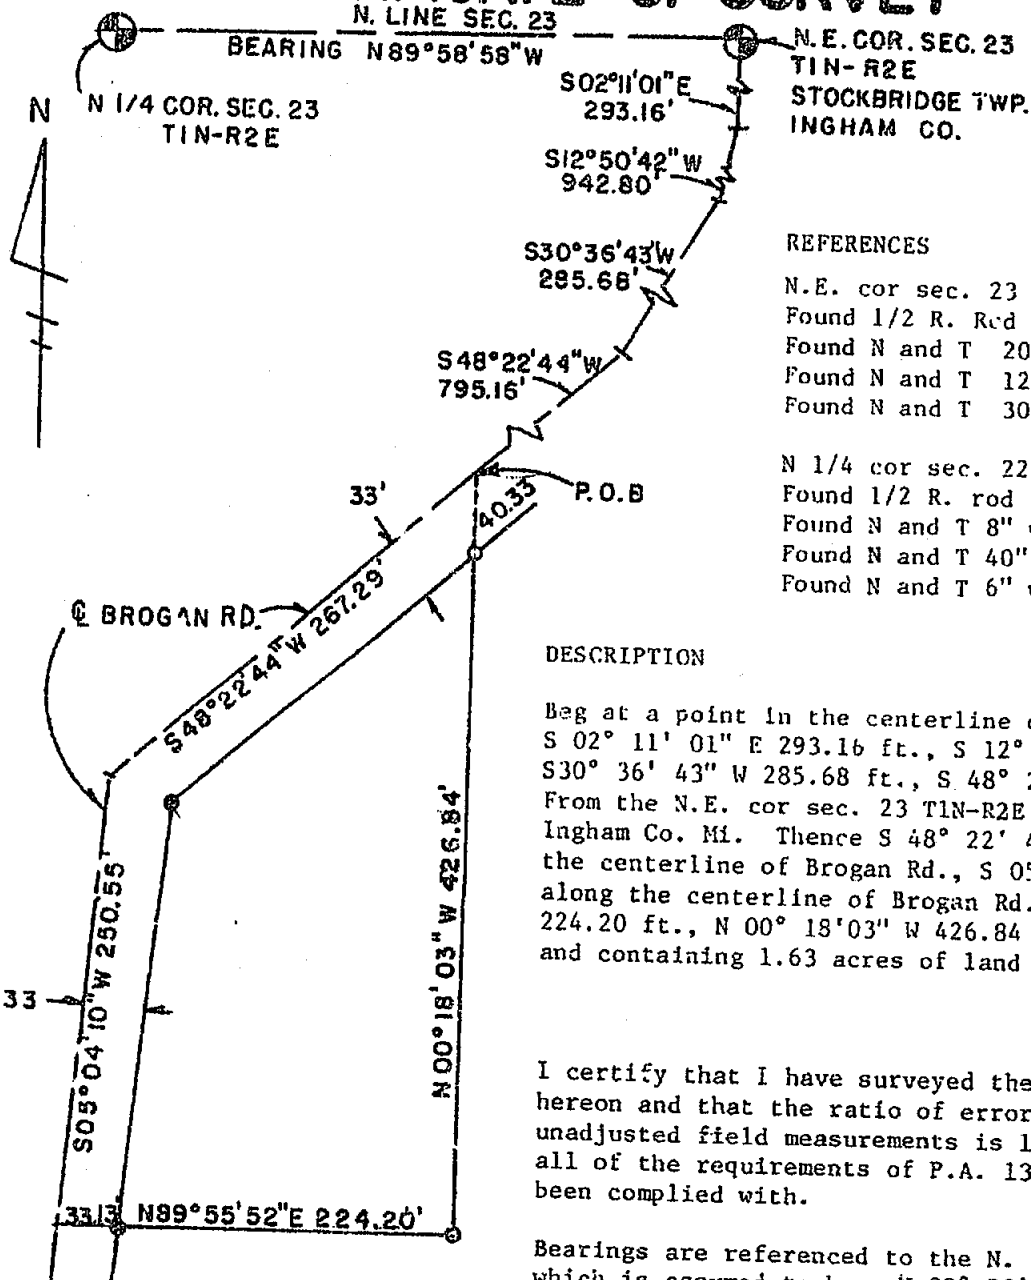 OF SURVEY
N. LINE SEC. 23
BEARING N89°58'58"W
N.E. COR. SEC. 23
T1N-R2E
STOCKBRIDGE TWP.
INGHAM CO.
N 1/4 COR. SEC. 23
T1N-R2E
N
S02°11'01"E
293.16'
S12°50'42"W
942.80'
S30°36'43"W
285.68'
S48°22'44"W
795.16'
REFERENCES
N.E. cor sec. 23
Found 1/2 R. Rod
Found N and T 20
Found N and T 12
Found N and T 30
N 1/4 cor sec. 22
Found 1/2 R. rod
Found N and T 8"
Found N and T 40"
Found N and T 6"
33'
P.O.B
40.33
℄ BROGAN RD.
S48°22'44"W 267.29'
DESCRIPTION
Beg at a point in the centerline
S 02° 11' 01" E 293.16 ft., S 12°
S30° 36' 43" W 285.68 ft., S 48°
From the N.E. cor sec. 23 T1N-R2E
Ingham Co. Mi. Thence S 48° 22'
the centerline of Brogan Rd., S
along the centerline of Brogan Rd.
224.20 ft., N 00° 18'03" W 426.84
and containing 1.63 acres of land
S05°04'10"W 250.55'
N00°18'03"W 426.84'
33
I certify that I have surveyed the
hereon and that the ratio of error
unadjusted field measurements is
all of the requirements of P.A.
been complied with.
33.13' N89°55'52"E 224.20'
Bearings are referenced to the N.
which is assumed to